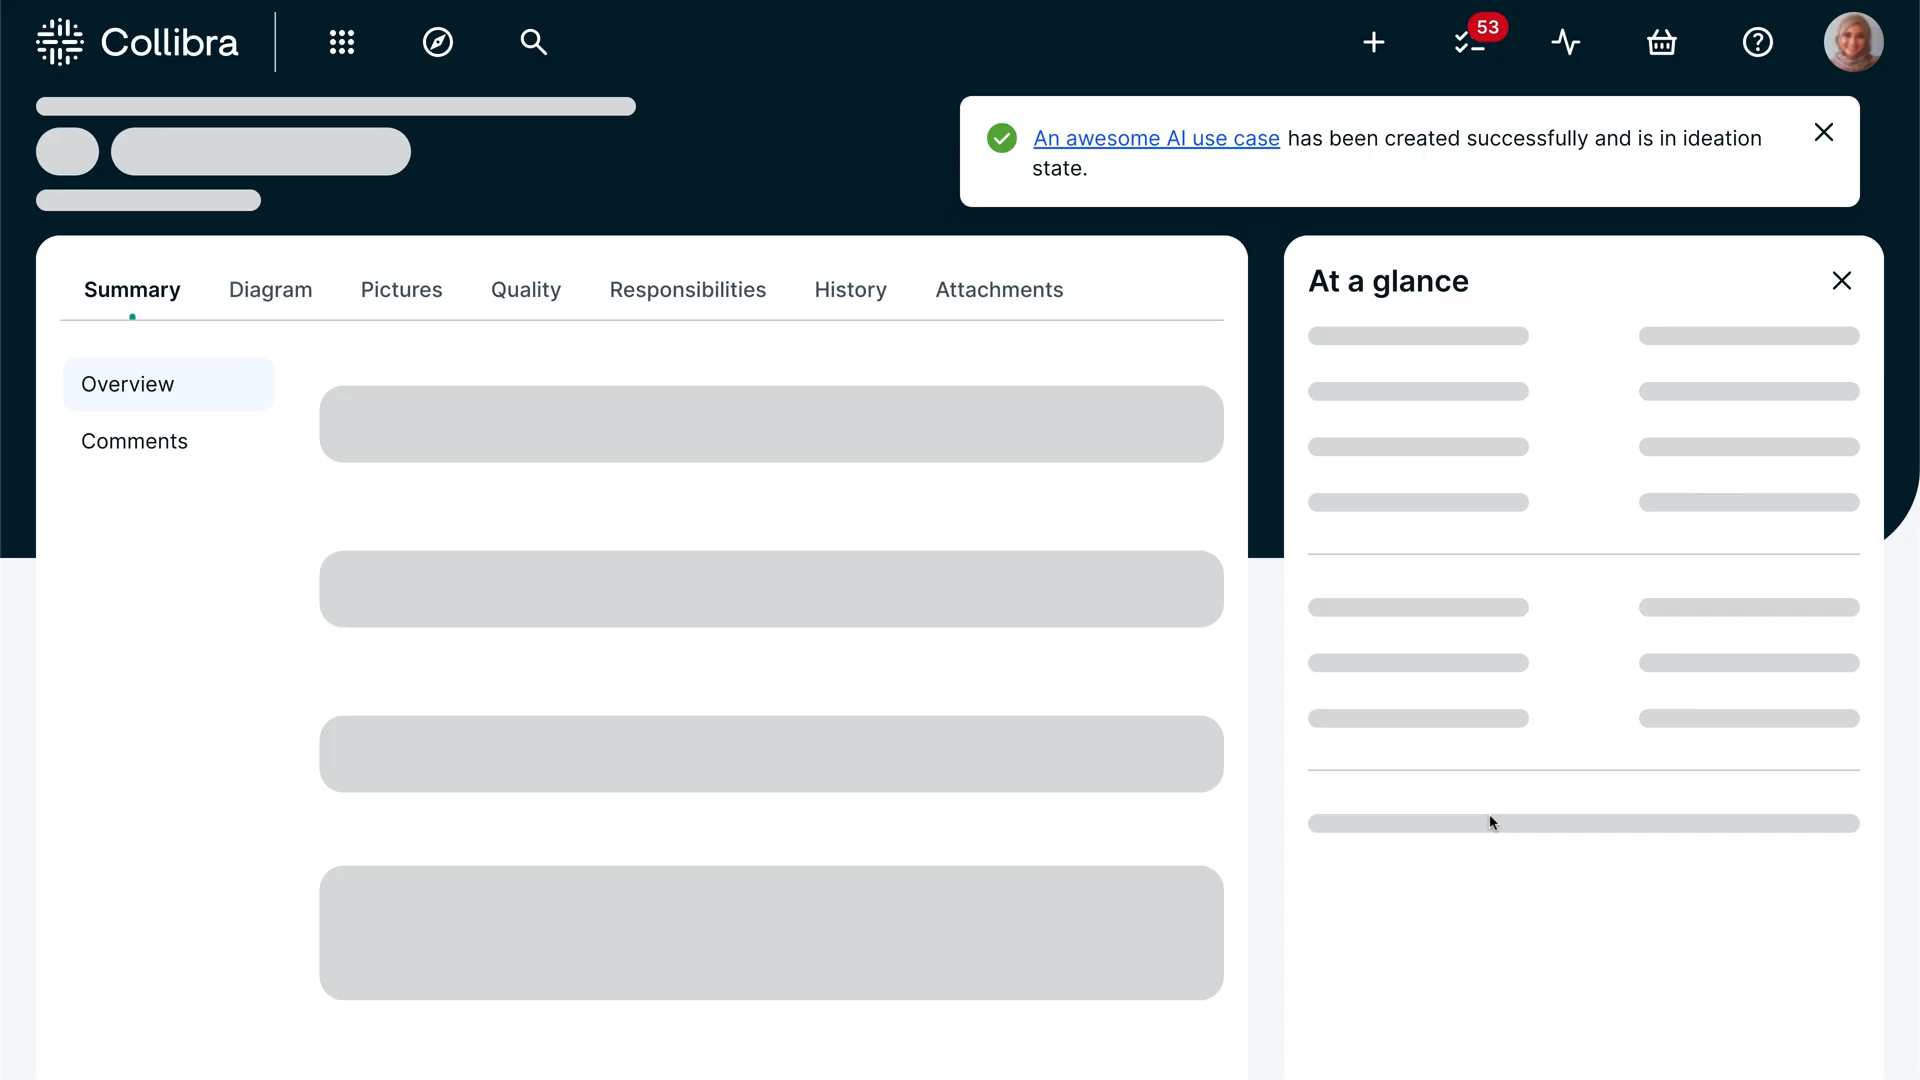 Collibra
53
An awesome AI use case has been created successfully and is in ideation
state.
Summary Diagram Pictures Quality Responsibilities History Attachments
Overview
Comments
At a glance